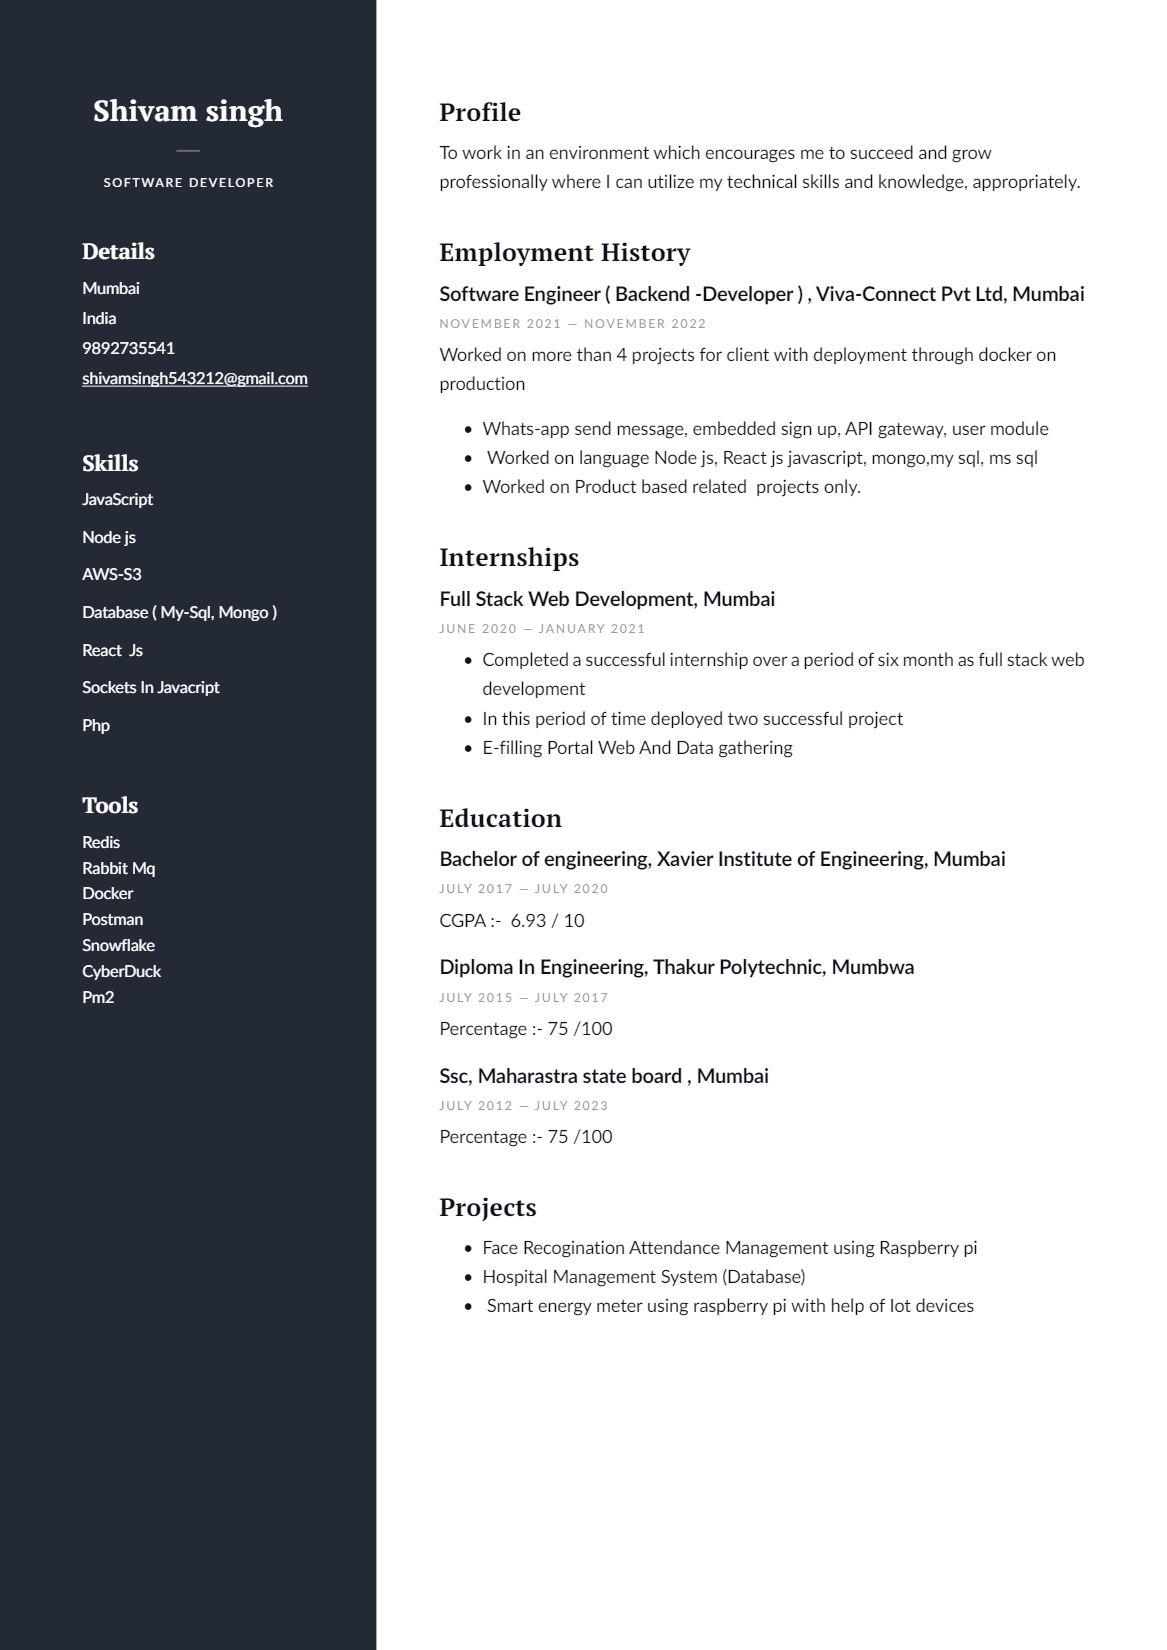 Shivam singh
SOFTWARE DEVELOPER
Details
Mumbai
India
9892735541
shivamsingh543212@gmail.com
Skills
JavaScript
Node js
AWS-S3
Database ( My-Sql, Mongo )
React  Js
Sockets In Javacript
Php
Tools
Redis
Rabbit Mq
Docker
Postman
Snowflake
CyberDuck
Pm2
Profile
To work in an environment which encourages me to succeed and grow
professionally where I can utilize my technical skills and knowledge, appropriately.
Employment History
Software Engineer ( Backend -Developer ) , Viva-Connect Pvt Ltd, Mumbai
NOVEMBER 2021 — NOVEMBER 2022
Worked on more than 4 projects for client with deployment through docker on
production
• Whats-app send message, embedded sign up, API gateway, user module
• Worked on language Node js, React js javascript, mongo,my sql, ms sql
• Worked on Product based related  projects only.
Internships
Full Stack Web Development, Mumbai
JUNE 2020 — JANUARY 2021
• Completed a successful internship over a period of six month as full stack web
development
• In this period of time deployed two successful project
• E-filling Portal Web And Data gathering
Education
Bachelor of engineering, Xavier Institute of Engineering, Mumbai
JULY 2017 — JULY 2020
CGPA :-  6.93 / 10
Diploma In Engineering, Thakur Polytechnic, Mumbwa
JULY 2015 — JULY 2017
Percentage :- 75 /100
Ssc, Maharastra state board , Mumbai
JULY 2012 — JULY 2023
Percentage :- 75 /100
Projects
• Face Recogination Attendance Management using Raspberry pi
• Hospital Management System (Database)
• Smart energy meter using raspberry pi with help of Iot devices